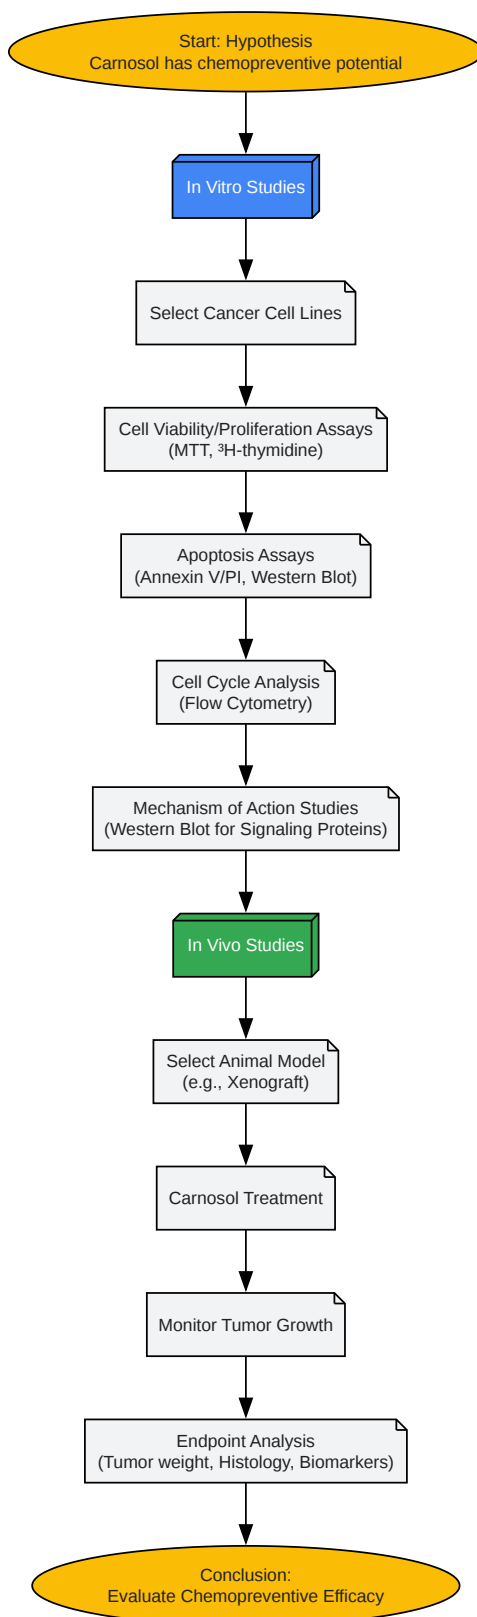 Start: Hypothesis
Carnosol has chemopreventive potential
In Vitro Studies
Select Cancer Cell Lines
Cell Viability/Proliferation Assays
(MTT, ³H-thymidine)
Apoptosis Assays
(Annexin V/PI, Western Blot)
Cell Cycle Analysis
(Flow Cytometry)
Mechanism of Action Studies
(Western Blot for Signaling Proteins)
In Vivo Studies
Select Animal Model
(e.g., Xenograft)
Carnosol Treatment
Monitor Tumor Growth
Endpoint Analysis
(Tumor weight, Histology, Biomarkers)
Conclusion:
Evaluate Chemopreventive Efficacy